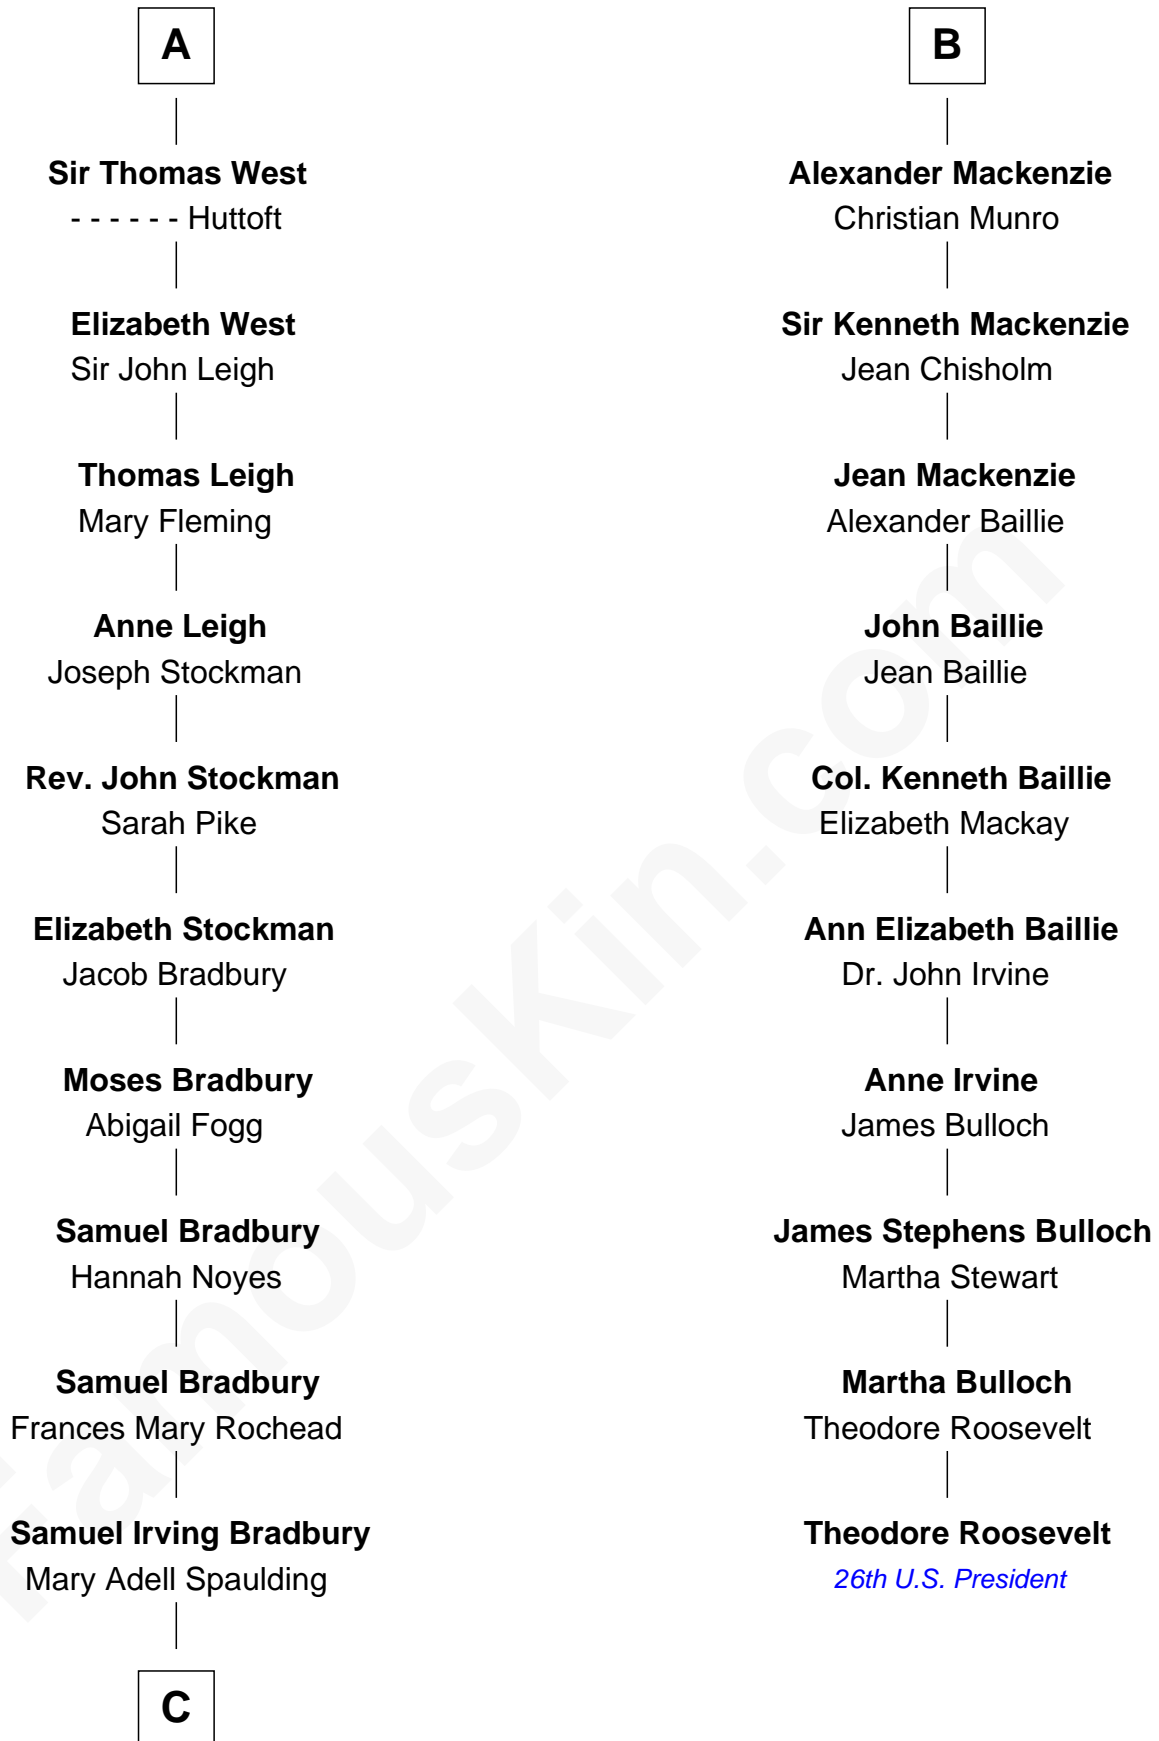 A
Sir Thomas West
- - - - - - Huttoft
Elizabeth West
Sir John Leigh
Thomas Leigh
Mary Fleming
Anne Leigh
Joseph Stockman
Rev. John Stockman
Sarah Pike
Elizabeth Stockman
Jacob Bradbury
Moses Bradbury
Abigail Fogg
Samuel Bradbury
Hannah Noyes
Samuel Bradbury
Frances Mary Rochead
Samuel Irving Bradbury
Mary Adell Spaulding
C
B
Alexander Mackenzie
Christian Munro
Sir Kenneth Mackenzie
Jean Chisholm
Jean Mackenzie
Alexander Baillie
John Baillie
Jean Baillie
Col. Kenneth Baillie
Elizabeth Mackay
Ann Elizabeth Baillie
Dr. John Irvine
Anne Irvine
James Bulloch
James Stephens Bulloch
Martha Stewart
Martha Bulloch
Theodore Roosevelt
Theodore Roosevelt
26th U.S. President
FamousKin.com